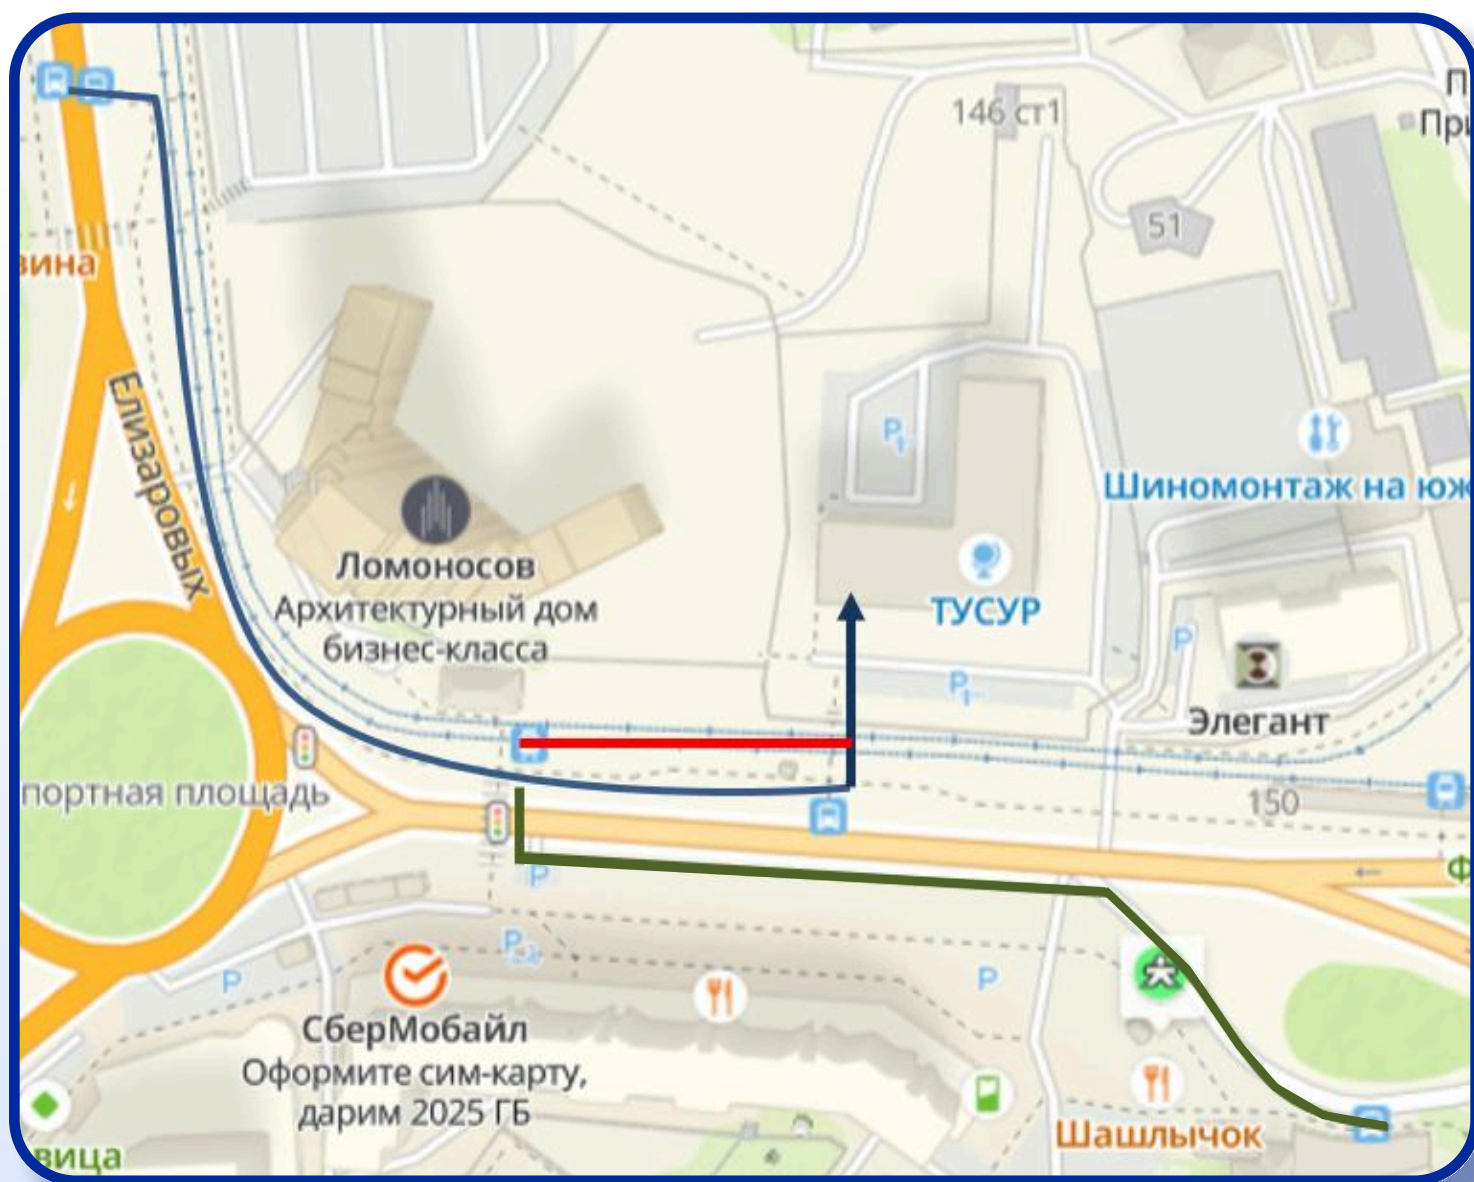 146 ст1
П
При
51
вина
Елизаровых
Шиномонтаж на юж
Ломоносов
Архитектурный дом
бизнес-класса
ТУСУР
P
P
P
Элегант
портная площадь
150
P
Ф
P
P
P
СберМобайл
Оформите сим-карту,
дарим 2025 ГБ
Шашлычок
вица